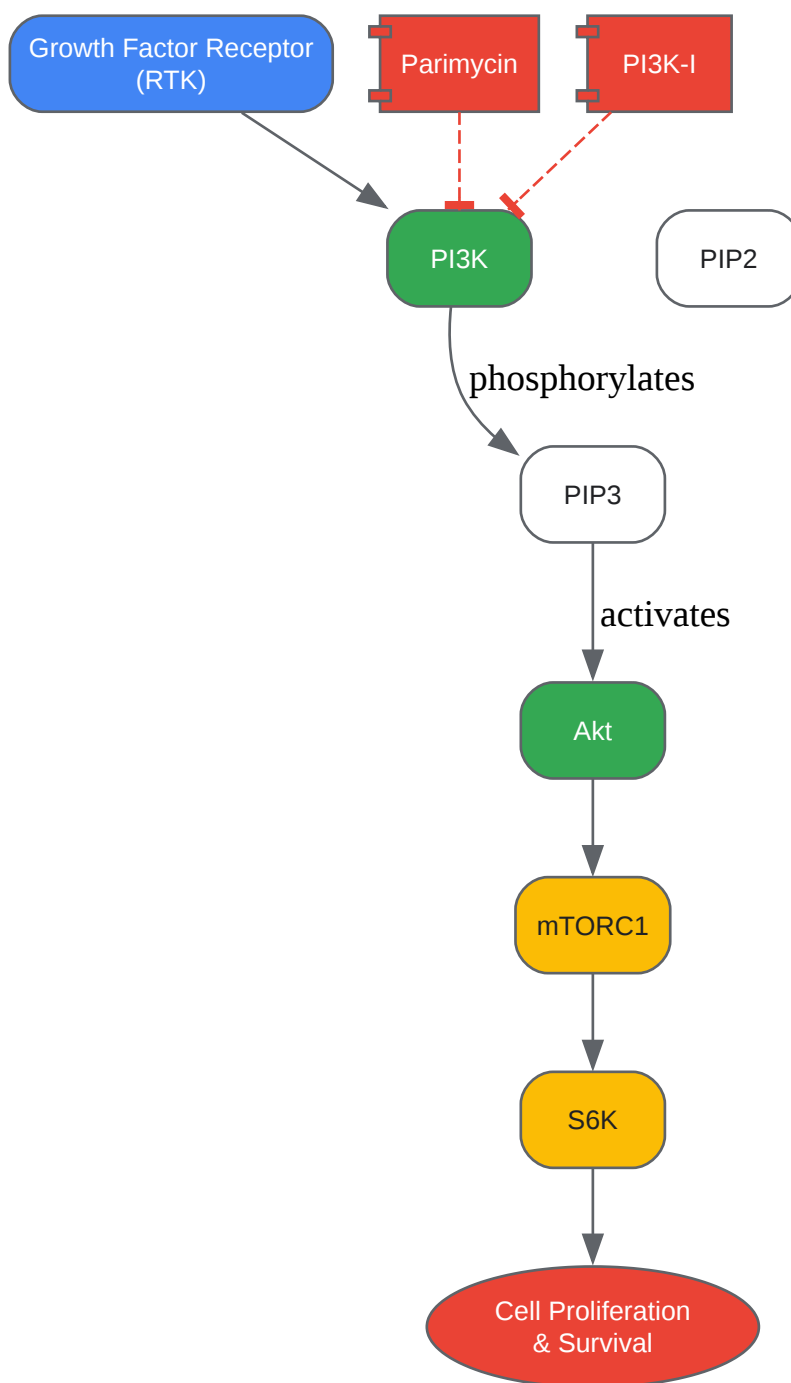 Growth Factor Receptor
(RTK)
Parimycin
PI3K-I
PI3K
PIP2
phosphorylates
PIP3
activates
Akt
mTORC1
S6K
Cell Proliferation
& Survival